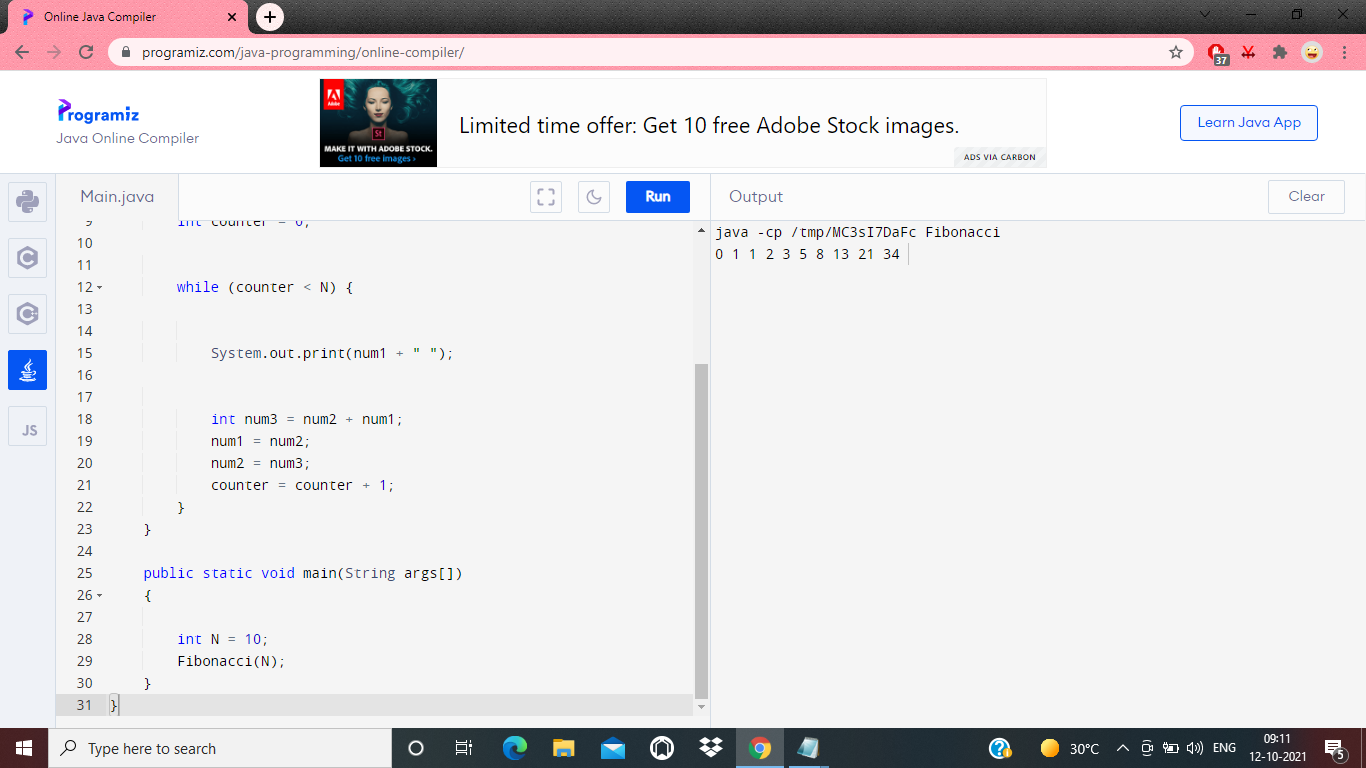 Online Java Compiler
programiz.com/java-programming/online-compiler/
37
Programiz
Java Online Compiler
A
Adobe
St
MAKE IT WITH ADOBE STOCK.
Get 10 free images ›
Limited time offer: Get 10 free Adobe Stock images.
ADS VIA CARBON
Learn Java App
Main.java
Run
Output
Clear
9 int counter = 0;
10
11
12 while (counter < N) {
13
14
15 System.out.print(num1 + " ");
16
17
18 int num3 = num2 + num1;
19 num1 = num2;
20 num2 = num3;
21 counter = counter + 1;
22 }
23 }
24
25 public static void main(String args[])
26 {
27
28 int N = 10;
29 Fibonacci(N);
30 }
31 }
JS
java -cp /tmp/MC3sI7DaFc Fibonacci
0 1 1 2 3 5 8 13 21 34
Type here to search
30°C
ENG
09:11
12-10-2021
5